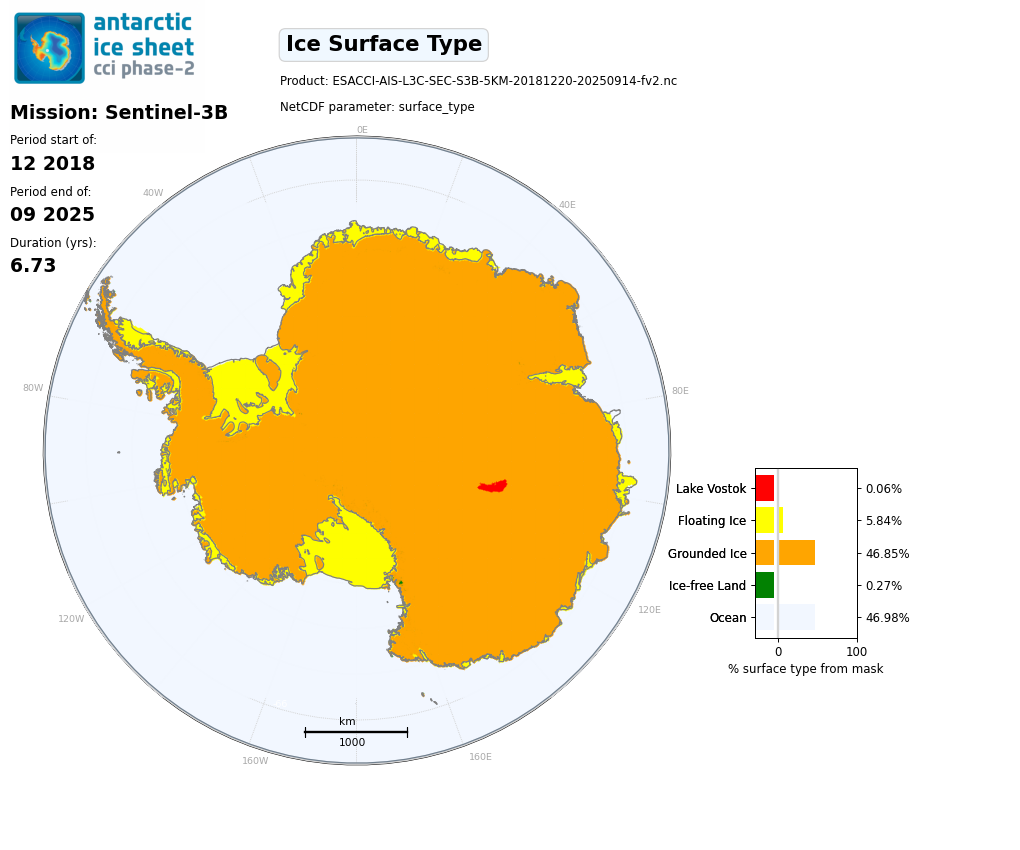 antarctic
ice sheet
cci phase-2
Ice Surface Type
Product: ESACCI-AIS-L3C-SEC-S3B-5KM-20181220-20250914-fv2.nc
NetCDF parameter: surface_type
Mission: Sentinel-3B
Period start of:
12 2018
Period end of:
09 2025
Duration (yrs):
6.73
0E
40W
40E
80W
80E
120W
120E
160W
160E
km
1000
Lake Vostok 0.06%
Floating Ice 5.84%
Grounded Ice 46.85%
Ice-free Land 0.27%
Ocean 46.98%
0 100
% surface type from mask